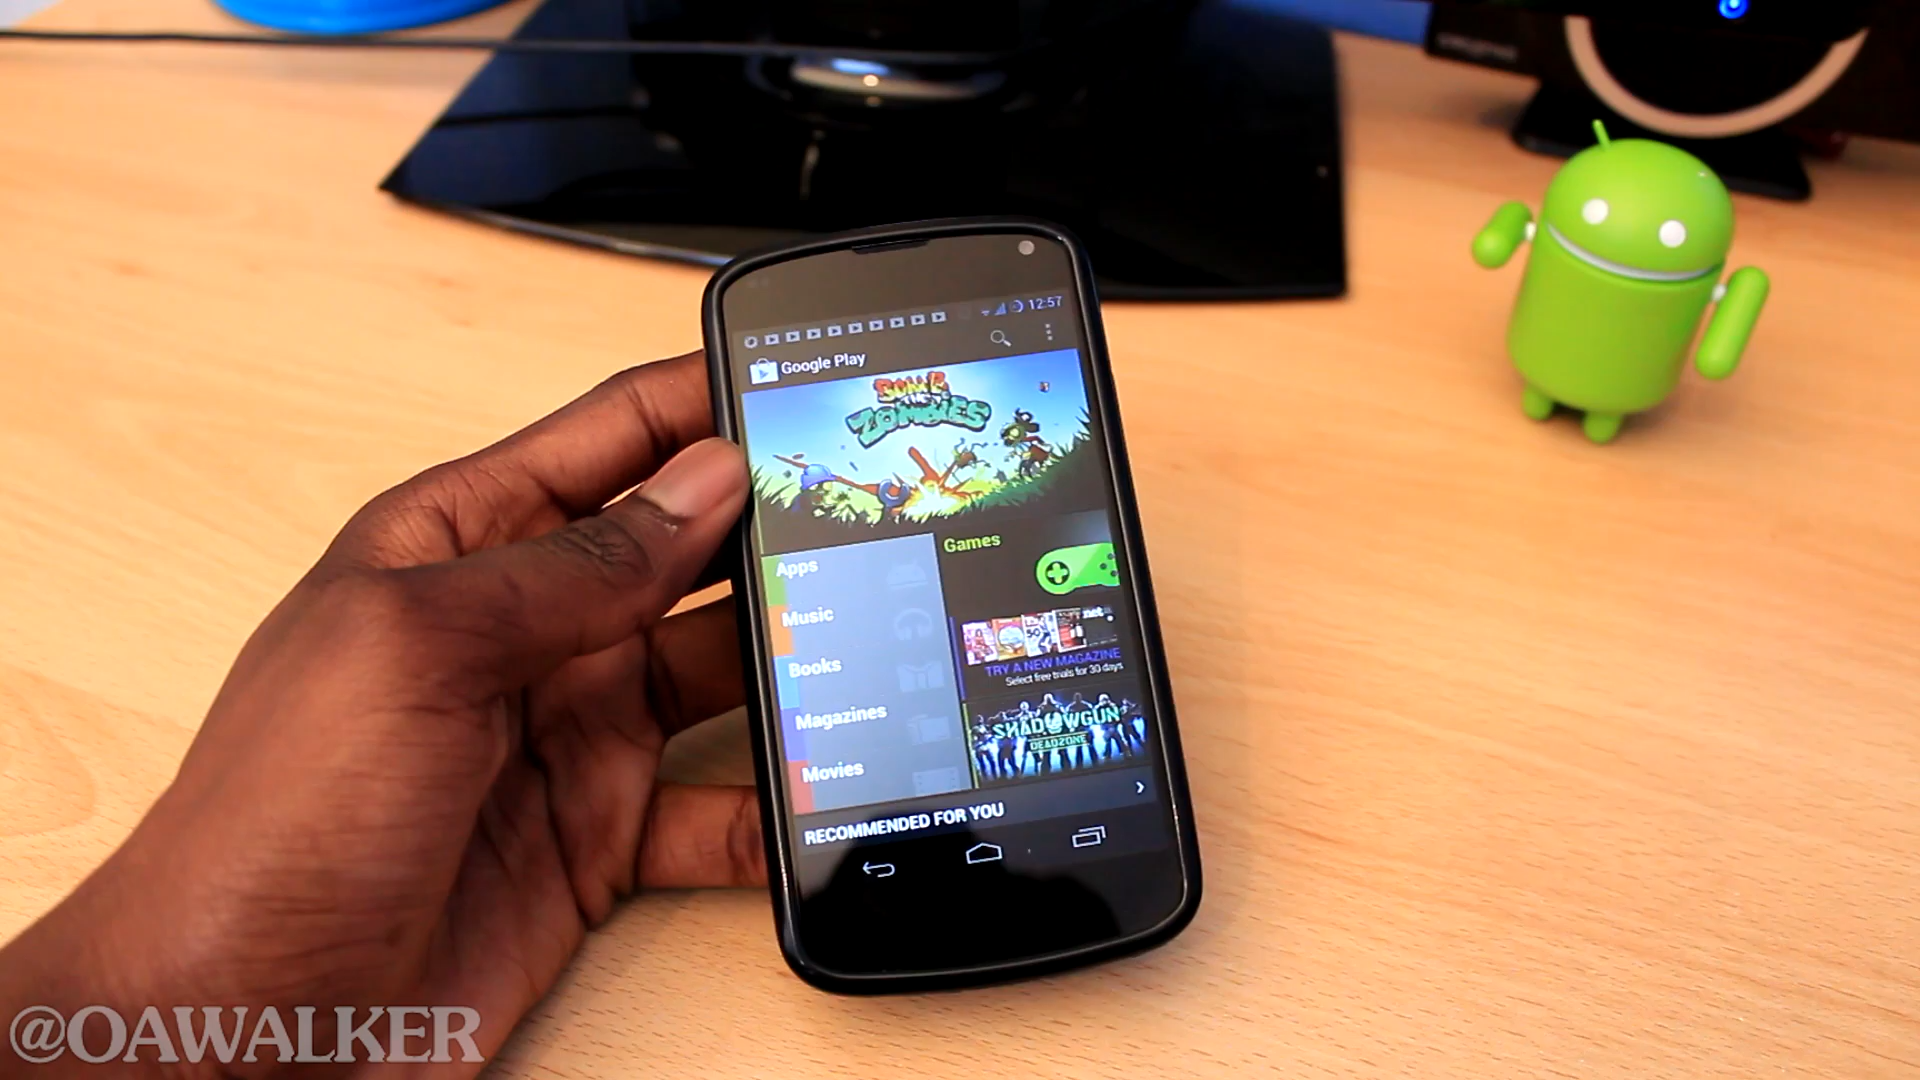 12:57
Google Play
BOMB
THE
ZOMBIES
Apps
Music
Books
Magazines
Movies
Games
net
TRY A NEW MAGAZINE
Select free trials for 30 days
SHADOWGUN
DEADZONE
RECOMMENDED FOR YOU
@OAWALKER